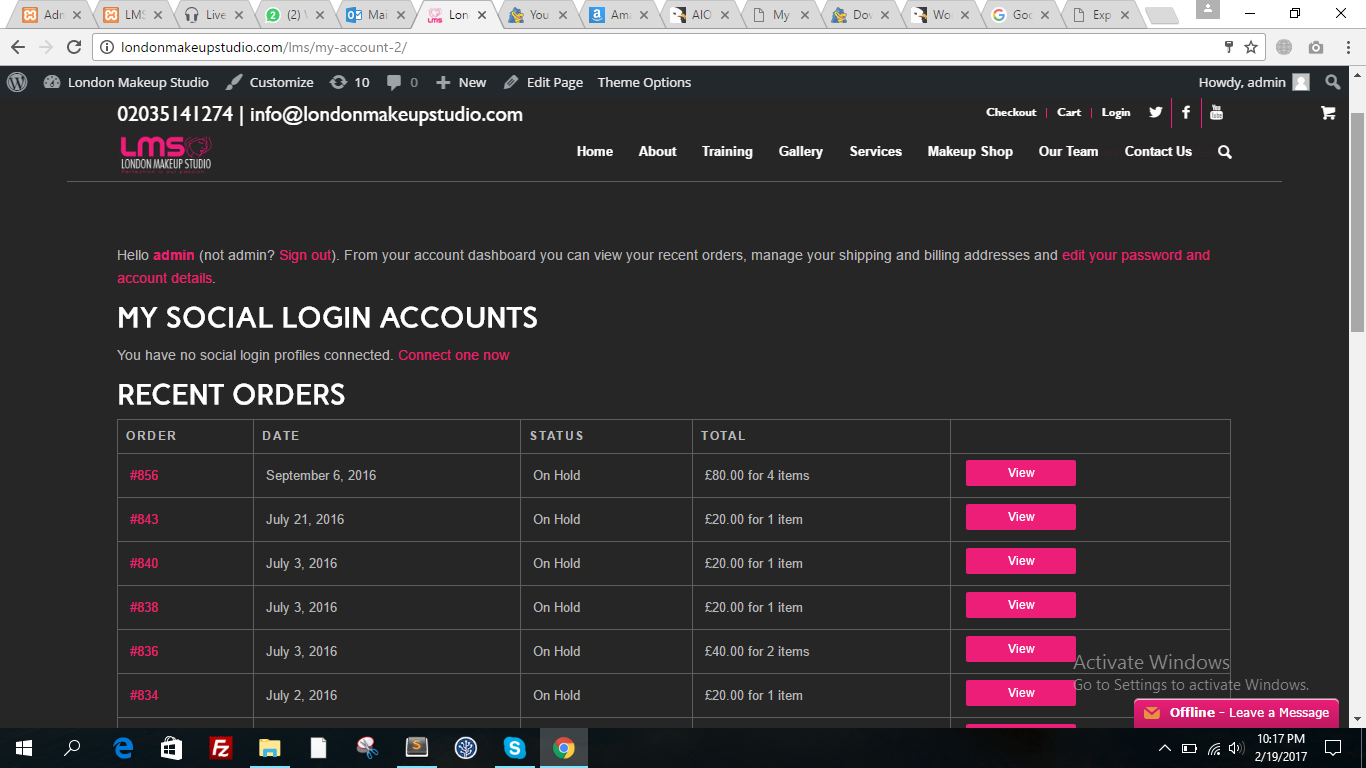 Adn
LMS
Live
(2)
Mai
Lon
You
Ama
AIO
My
Do
Wo
Goo
Exp
londonmakeupstudio.com/lms/my-account-2/
London Makeup Studio Customize 10 0 New Edit Page Theme Options Howdy, admin
02035141274 | info@londonmakeupstudio.com Checkout | Cart | Login
You Tube
LMS
LONDON MAKEUP STUDIO
Home About Training Gallery Services Makeup Shop Our Team Contact Us
Hello admin (not admin? Sign out). From your account dashboard you can view your recent orders, manage your shipping and billing addresses and edit your password and
account details.
MY SOCIAL LOGIN ACCOUNTS
You have no social login profiles connected. Connect one now
RECENT ORDERS
ORDER DATE STATUS TOTAL
#856 September 6, 2016 On Hold £80.00 for 4 items View
#843 July 21, 2016 On Hold £20.00 for 1 item View
#840 July 3, 2016 On Hold £20.00 for 1 item View
#838 July 3, 2016 On Hold £20.00 for 1 item View
#836 July 3, 2016 On Hold £40.00 for 2 items View
#834 July 2, 2016 On Hold £20.00 for 1 item View
Activate Windows
Go to Settings to activate Windows.
Offline - Leave a Message
10:17 PM
2/19/2017